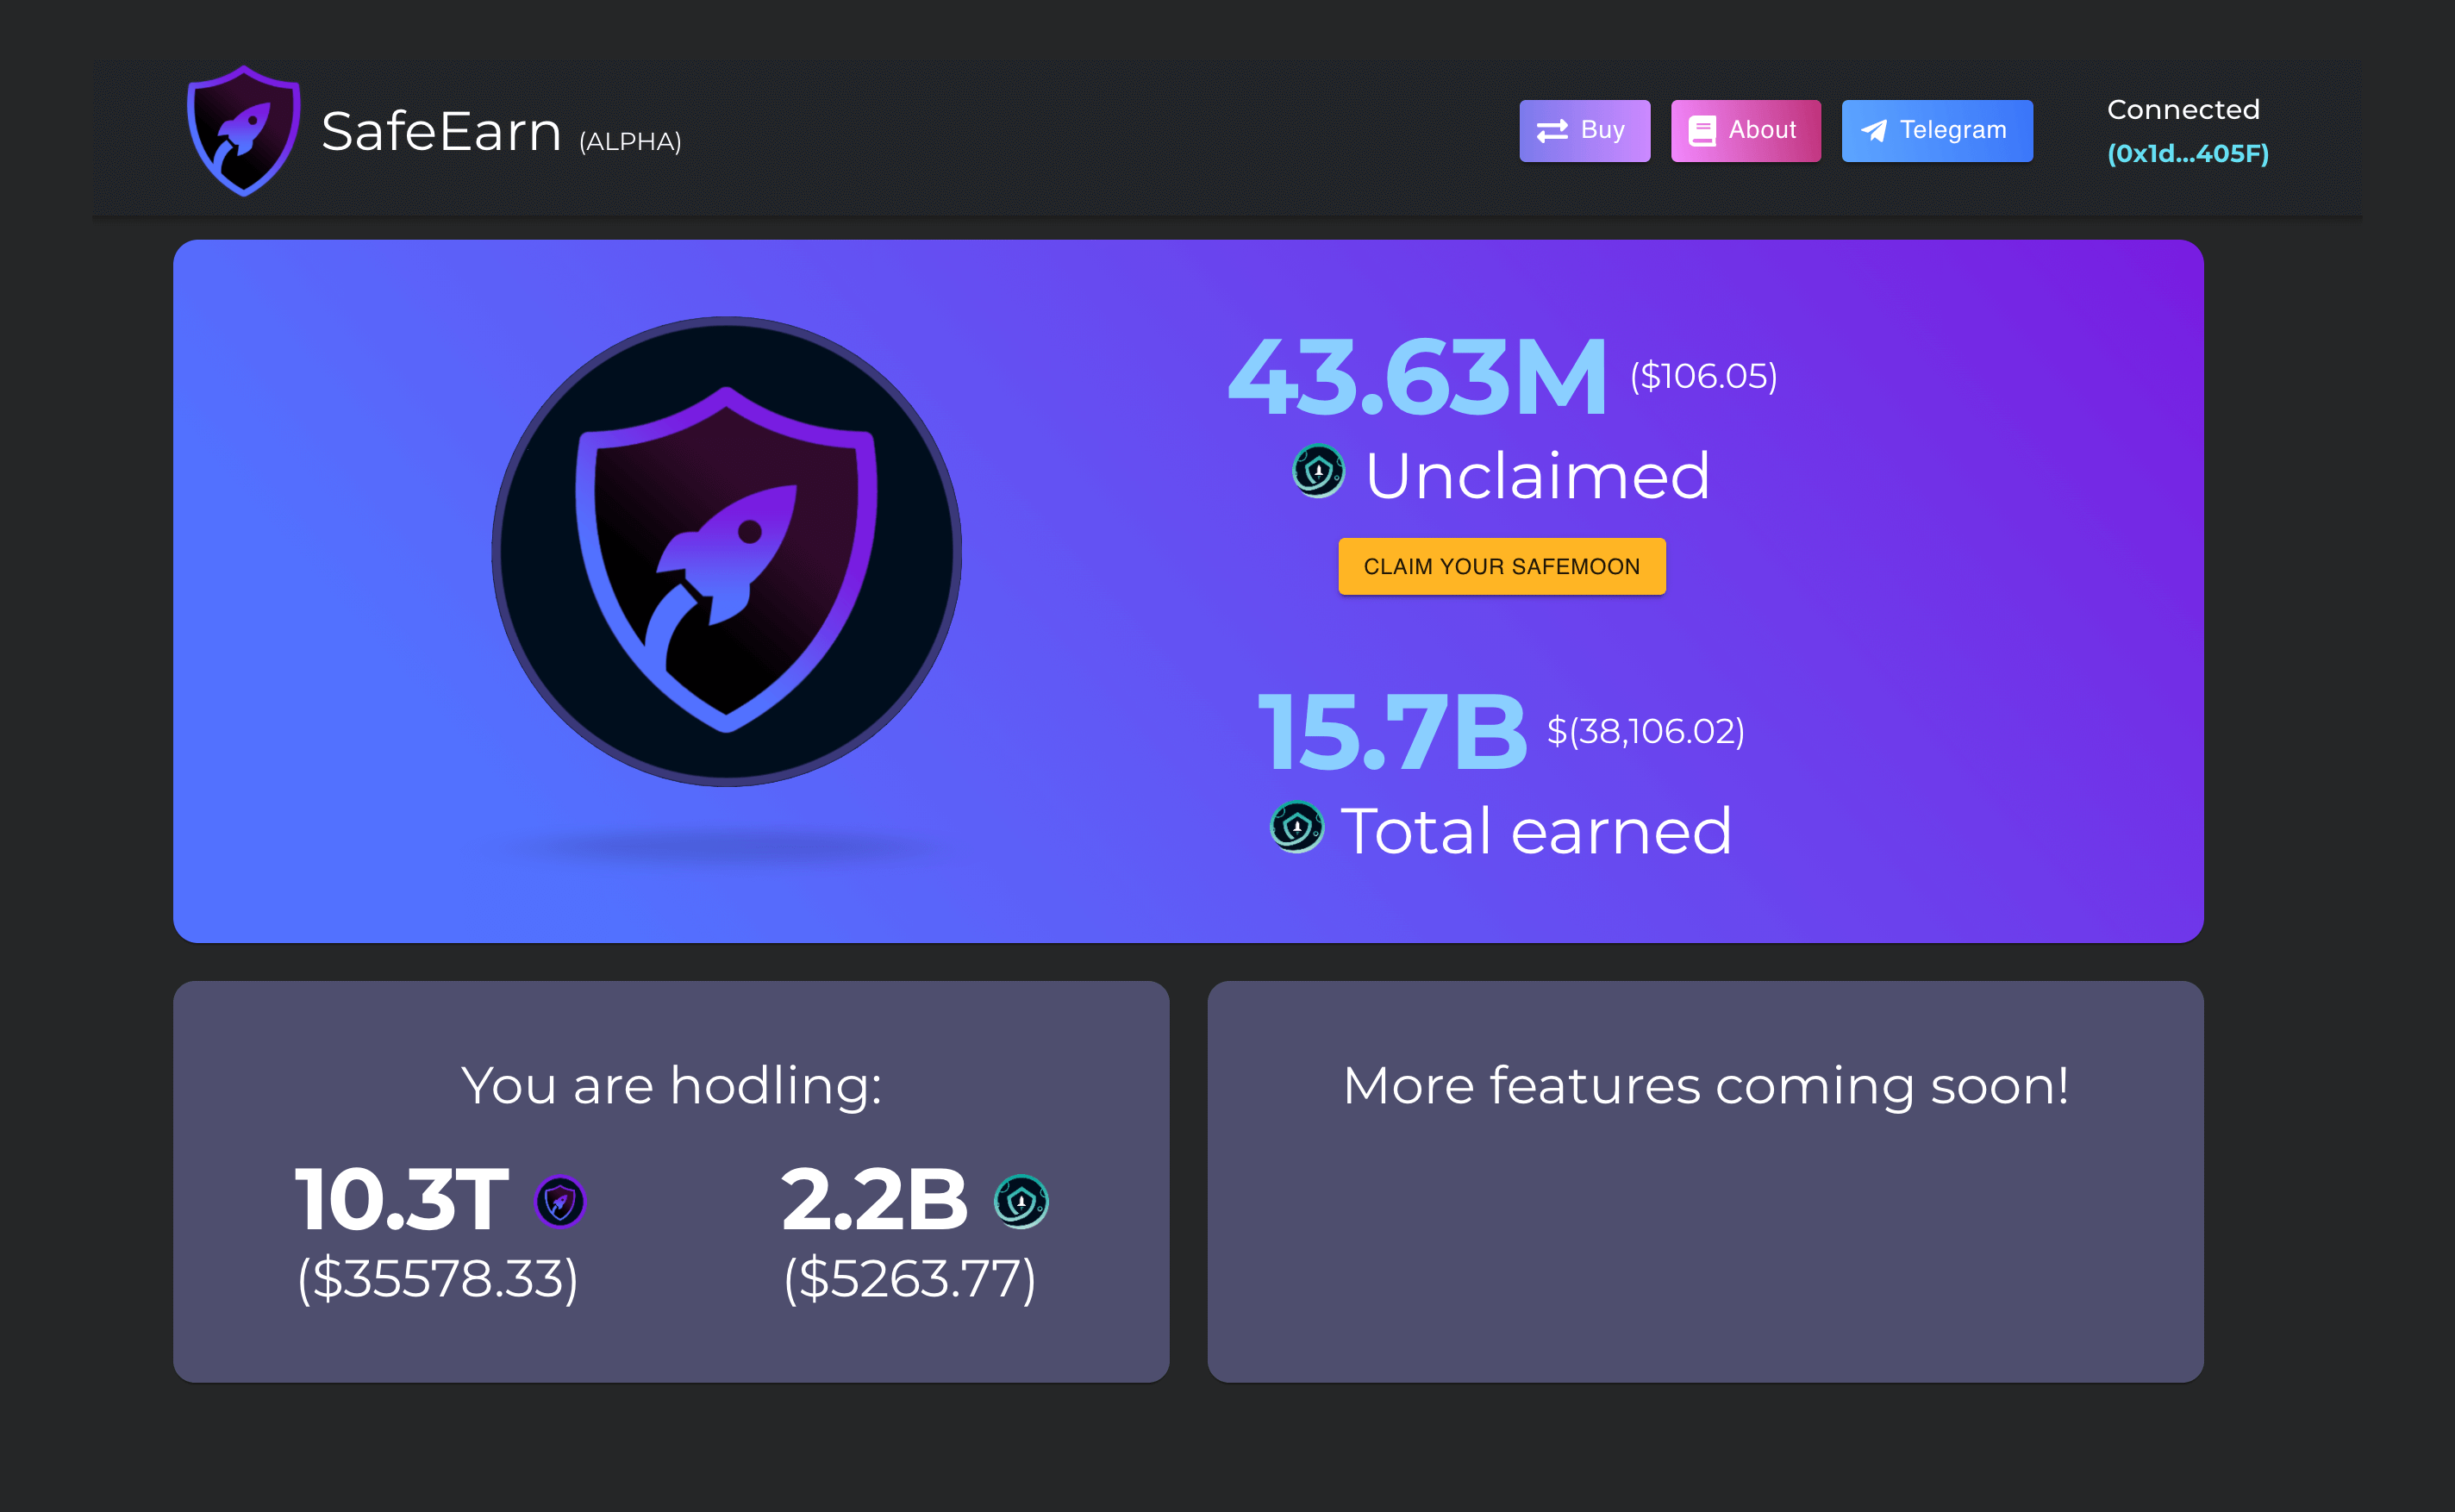 SafeEarn (ALPHA)
Buy
About
Telegram
Connected
(0x1d...405F)
43.63M ($106.05)
Unclaimed
CLAIM YOUR SAFEMOON
15.7B $(38,106.02)
Total earned
You are hodling:
10.3T
($35578.33)
2.2B
($5263.77)
More features coming soon!